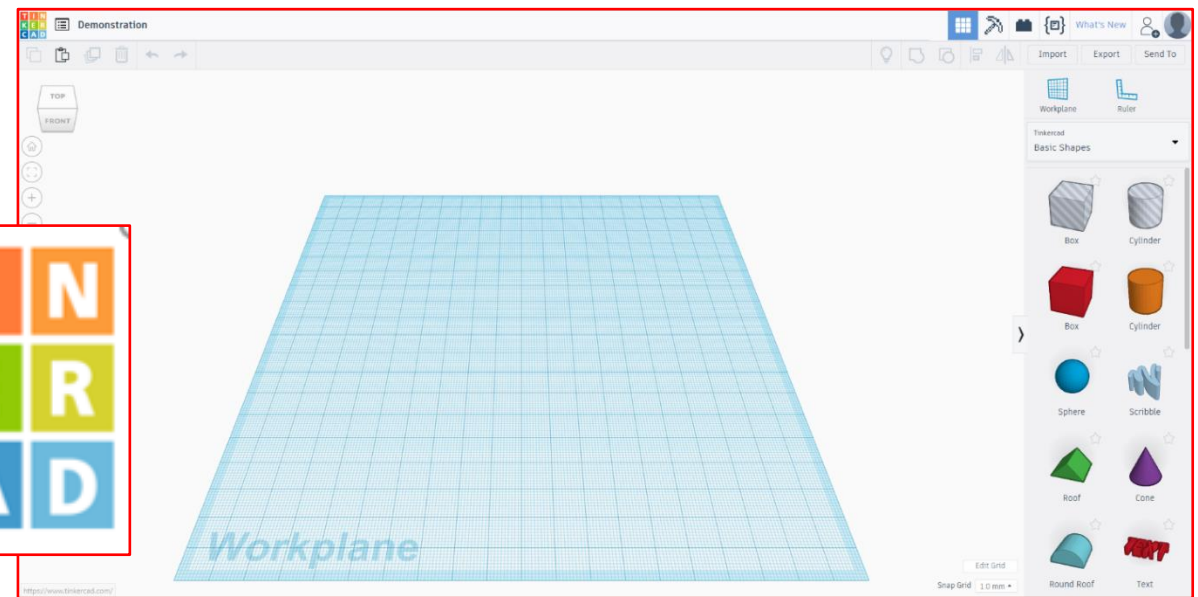 TIN
KER
CAD
Demonstration
What's New
Import
Export
Send To
TOP
FRONT
Workplane
Ruler
Tinkercad
Basic Shapes
Box
Cylinder
Box
Cylinder
Sphere
Scribble
Roof
Cone
Round Roof
Text
TEXT
N
R
A D
Workplane
Edit Grid
Snap Grid 1.0 mm
https://www.tinkercad.com/